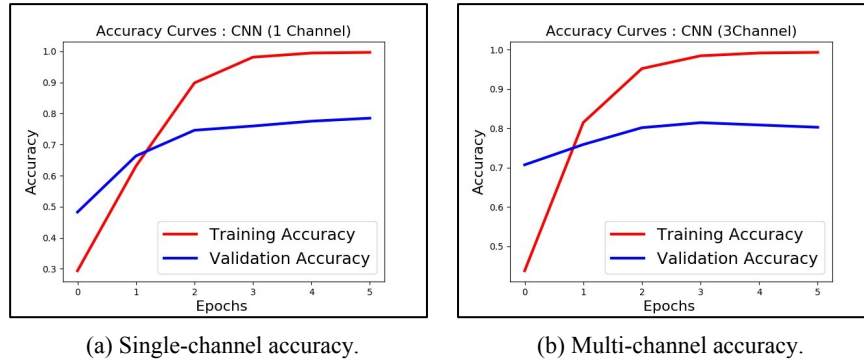 Accuracy Curves : CNN (1 Channel)
1.0
0.9
0.8
0.7
0.6
0.5
0.4
0.3
Accuracy
Training Accuracy
Validation Accuracy
0 1 2 3 4 5
Epochs
(a) Single-channel accuracy.
Accuracy Curves : CNN (3Channel)
1.0
0.9
0.8
0.7
0.6
0.5
Accuracy
Training Accuracy
Validation Accuracy
0 1 2 3 4 5
Epochs
(b) Multi-channel accuracy.